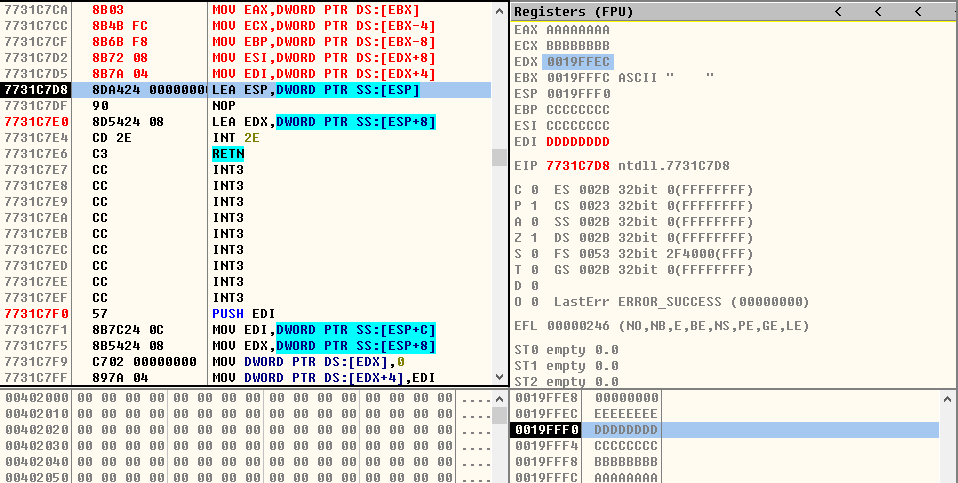 7731C7CA 8B03 MOV EAX,DWORD PTR DS:[EBX]
7731C7CC 8B4B FC MOV ECX,DWORD PTR DS:[EBX-4]
7731C7CF 8B6B F8 MOV EBP,DWORD PTR DS:[EBX-8]
7731C7D2 8B72 08 MOV ESI,DWORD PTR DS:[EDX+8]
7731C7D5 8B7A 04 MOV EDI,DWORD PTR DS:[EDX+4]
7731C7D8 8DA424 0000000 LEA ESP,DWORD PTR SS:[ESP]
7731C7DF 90 NOP
7731C7E0 8D5424 08 LEA EDX,DWORD PTR SS:[ESP+8]
7731C7E4 CD 2E INT 2E
7731C7E6 C3 RETN
7731C7E7 CC INT3
7731C7E8 CC INT3
7731C7E9 CC INT3
7731C7EA CC INT3
7731C7EB CC INT3
7731C7EC CC INT3
7731C7ED CC INT3
7731C7EE CC INT3
7731C7EF CC INT3
7731C7F0 57 PUSH EDI
7731C7F1 8B7C24 0C MOV EDI,DWORD PTR SS:[ESP+C]
7731C7F5 8B5424 08 MOV EDX,DWORD PTR SS:[ESP+8]
7731C7F9 C702 00000000 MOV DWORD PTR DS:[EDX],0
7731C7FF 897A 04 MOV DWORD PTR DS:[EDX+4],EDI
Registers (FPU) < < <
EAX AAAAAAAA
ECX BBBBBBBB
EDX 0019FFEC
EBX 0019FFFC ASCII "    "
ESP 0019FFF0
EBP CCCCCCCC
ESI CCCCCCCC
EDI DDDDDDDD
EIP 7731C7D8 ntdll.7731C7D8
C 0 ES 002B 32bit 0(FFFFFFFF)
P 1 CS 0023 32bit 0(FFFFFFFF)
A 0 SS 002B 32bit 0(FFFFFFFF)
Z 1 DS 002B 32bit 0(FFFFFFFF)
S 0 FS 0053 32bit 2F4000(FFF)
T 0 GS 002B 32bit 0(FFFFFFFF)
D 0
O 0 LastErr ERROR_SUCCESS (00000000)
EFL 00000246 (NO,NB,E,BE,NS,PE,GE,LE)
ST0 empty 0.0
ST1 empty 0.0
ST2 empty 0.0
00402000 00 00 00 00 00 00 00 00 00 00 00 00 00 00 00 00 ....
00402010 00 00 00 00 00 00 00 00 00 00 00 00 00 00 00 00 ....
00402020 00 00 00 00 00 00 00 00 00 00 00 00 00 00 00 00 ....
00402030 00 00 00 00 00 00 00 00 00 00 00 00 00 00 00 00 ....
00402040 00 00 00 00 00 00 00 00 00 00 00 00 00 00 00 00 ....
00402050 00 00 00 00 00 00 00 00 00 00 00 00 00 00 00 00 ....
0019FFE8 00000000
0019FFEC EEEEEEEE
0019FFF0 DDDDDDDD
0019FFF4 CCCCCCCC
0019FFF8 BBBBBBBB
0019FFFC AAAAAAAA